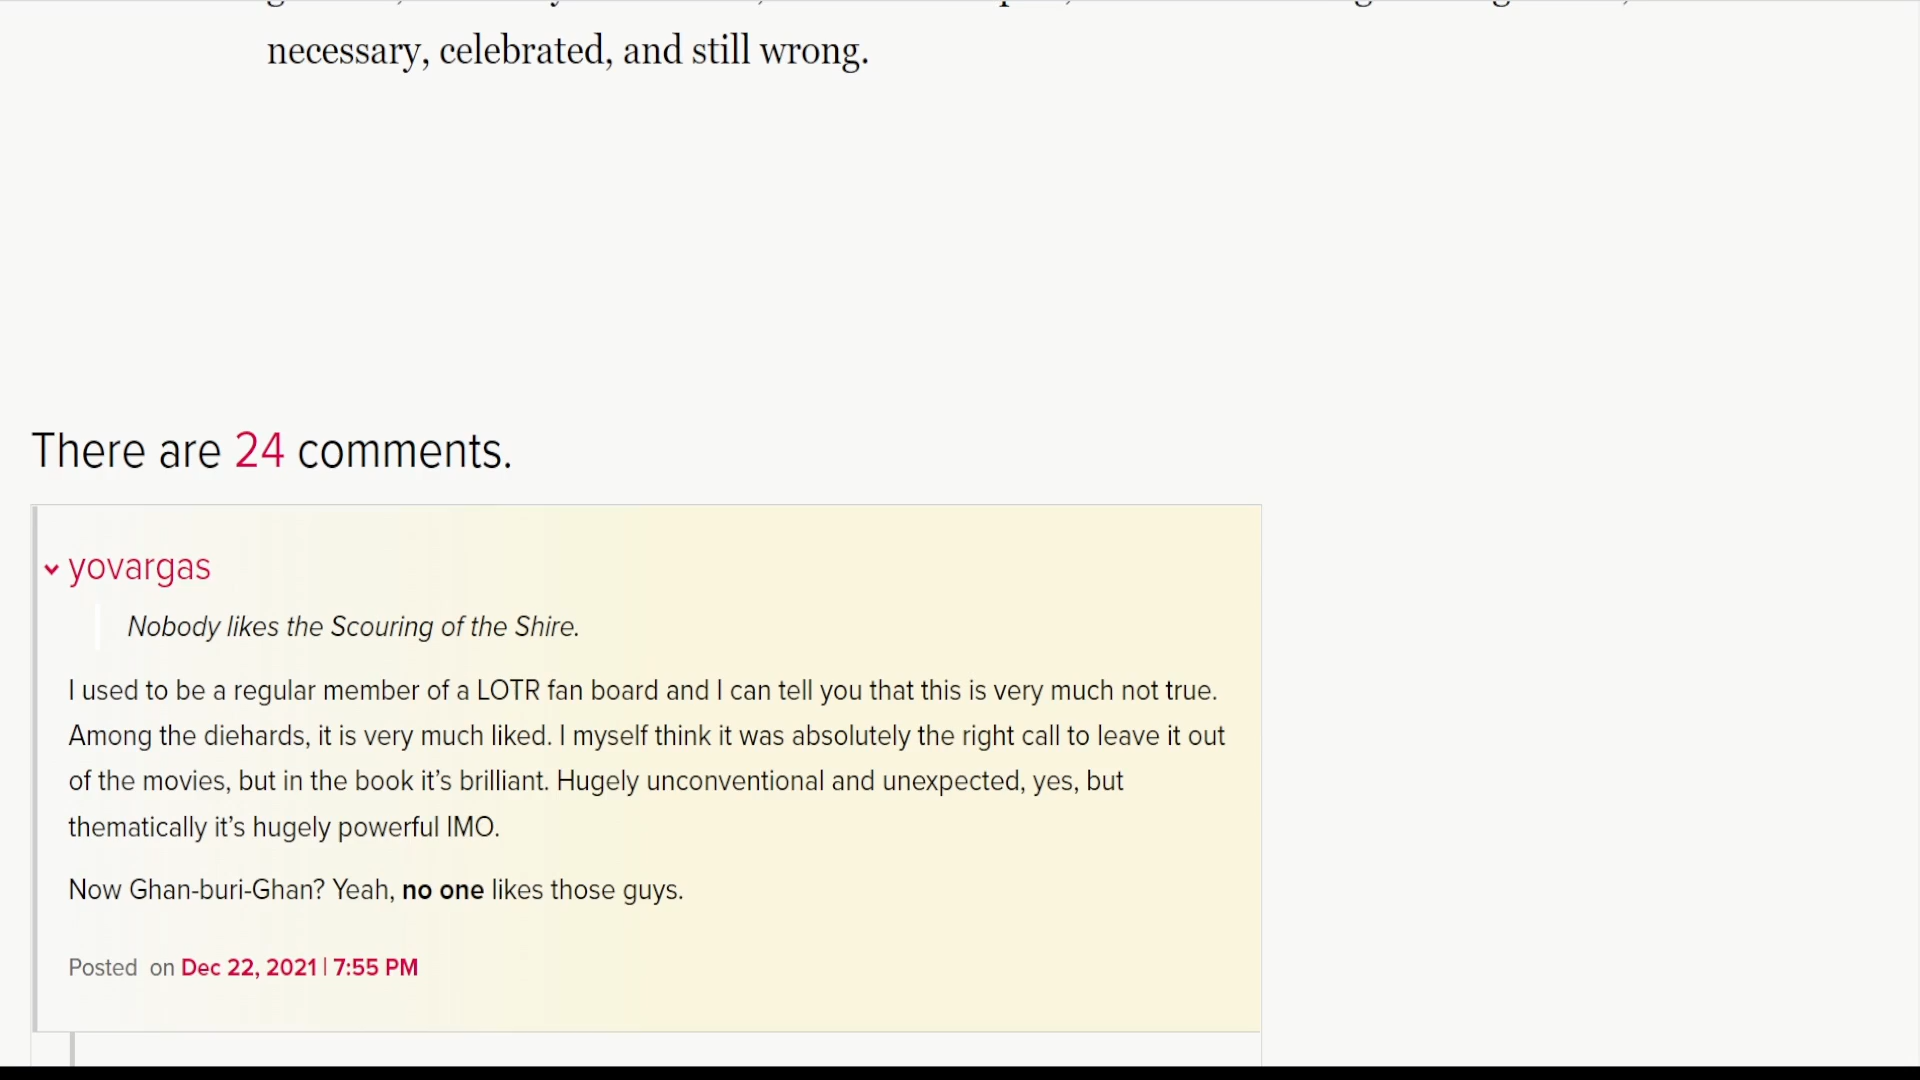 necessary, celebrated, and still wrong.
There are 24 comments.
yovargas
Nobody likes the Scouring of the Shire.
I used to be a regular member of a LOTR fan board and I can tell you that this is very much not true.
Among the diehards, it is very much liked. I myself think it was absolutely the right call to leave it out
of the movies, but in the book it’s brilliant. Hugely unconventional and unexpected, yes, but
thematically it’s hugely powerful IMO.
Now Ghan-buri-Ghan? Yeah, no one likes those guys.
Posted on Dec 22, 2021 | 7:55 PM